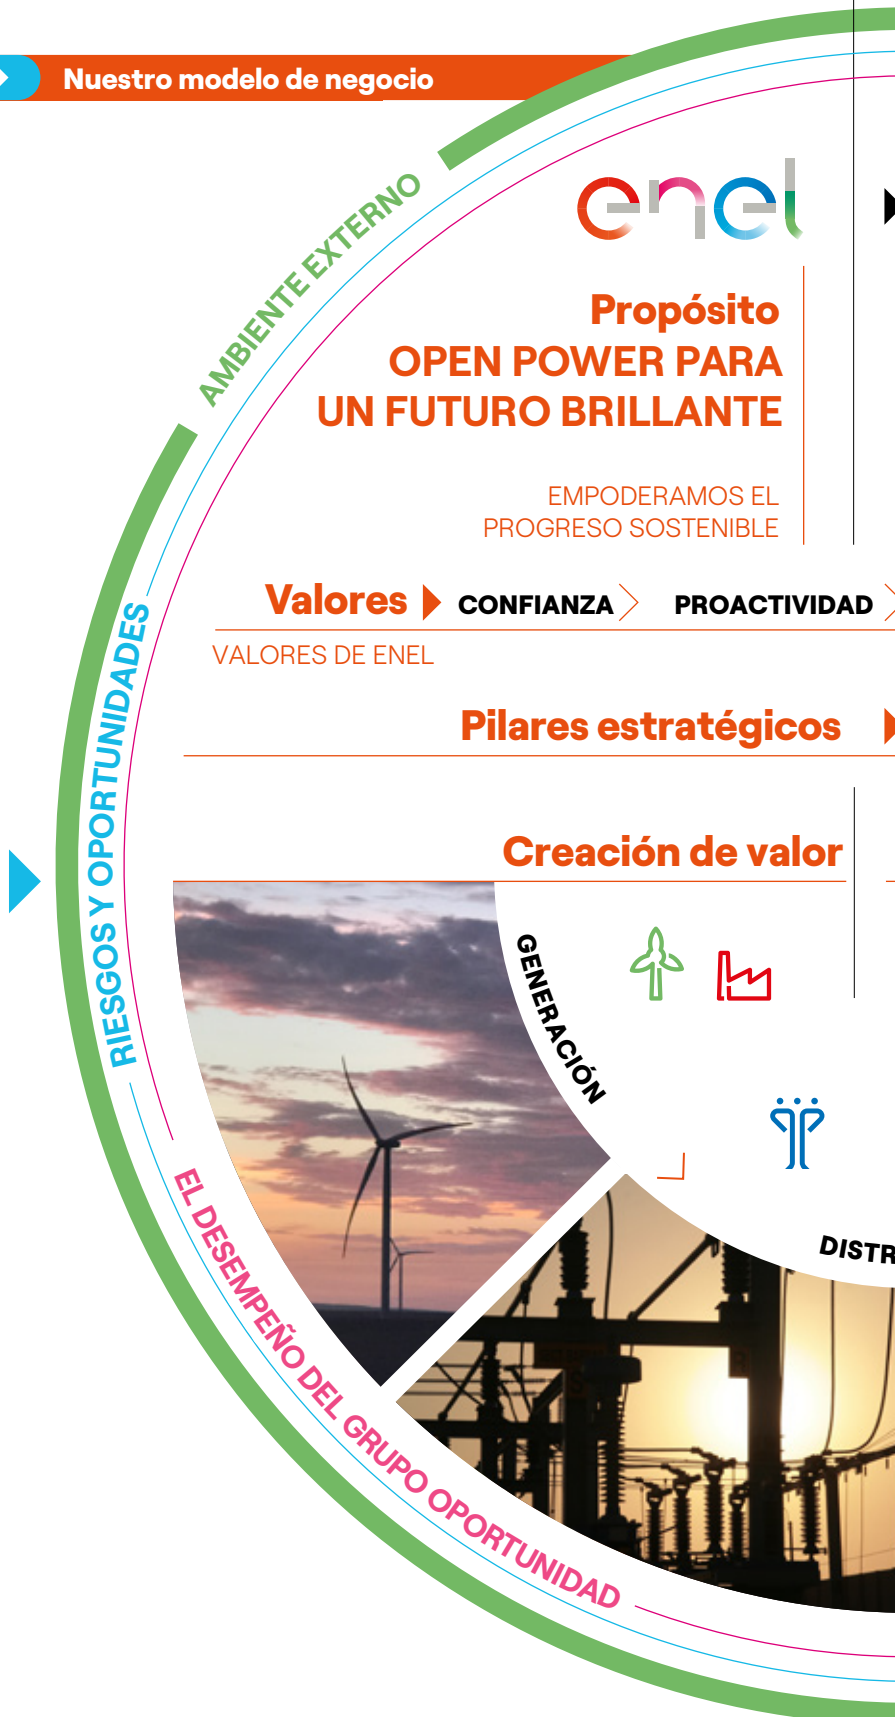 Nuestro modelo de negocio
AMBIENTE EXTERNO
enel
Propósito
OPEN POWER PARA
UN FUTURO BRILLANTE
EMPODERAMOS EL
PROGRESO SOSTENIBLE
Valores CONFIANZA PROACTIVIDAD
VALORES DE ENEL
RIESGOS Y OPORTUNIDADES
Pilares estratégicos
Creación de valor
GENERACIÓN
DISTR
EL DESEMPEÑO DEL GRUPO OPORTUNIDAD